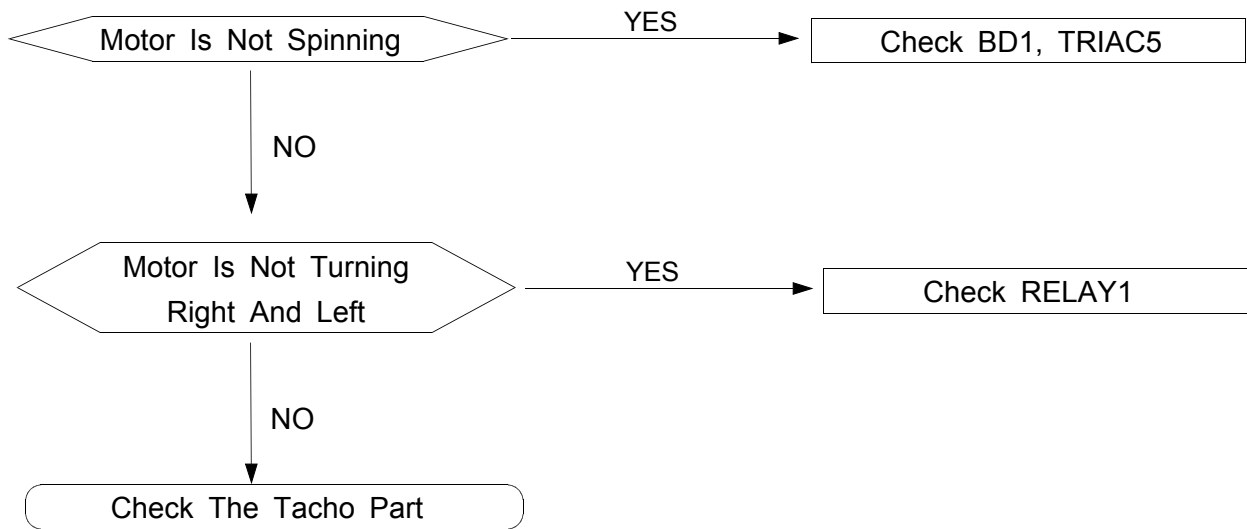 Motor Is Not Spinning
YES
Check BD1, TRIAC5
NO
Motor Is Not Turning
Right And Left
YES
Check RELAY1
NO
Check The Tacho Part